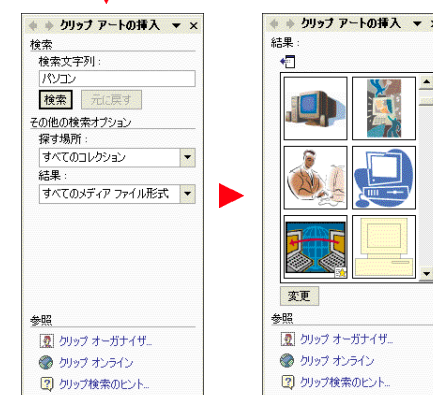 クリップ アートの挿入
検索
検索文字列：
パソコン
検索 元に戻す
その他の検索オプション
探す場所：
すべてのコレクション
結果：
すべてのメディア ファイル形式
参照
クリップ オーガナイザ...
クリップ オンライン
クリップ検索のヒント...
クリップ アートの挿入
結果：
変更
参照
クリップ オーガナイザ...
クリップ オンライン
クリップ検索のヒント...